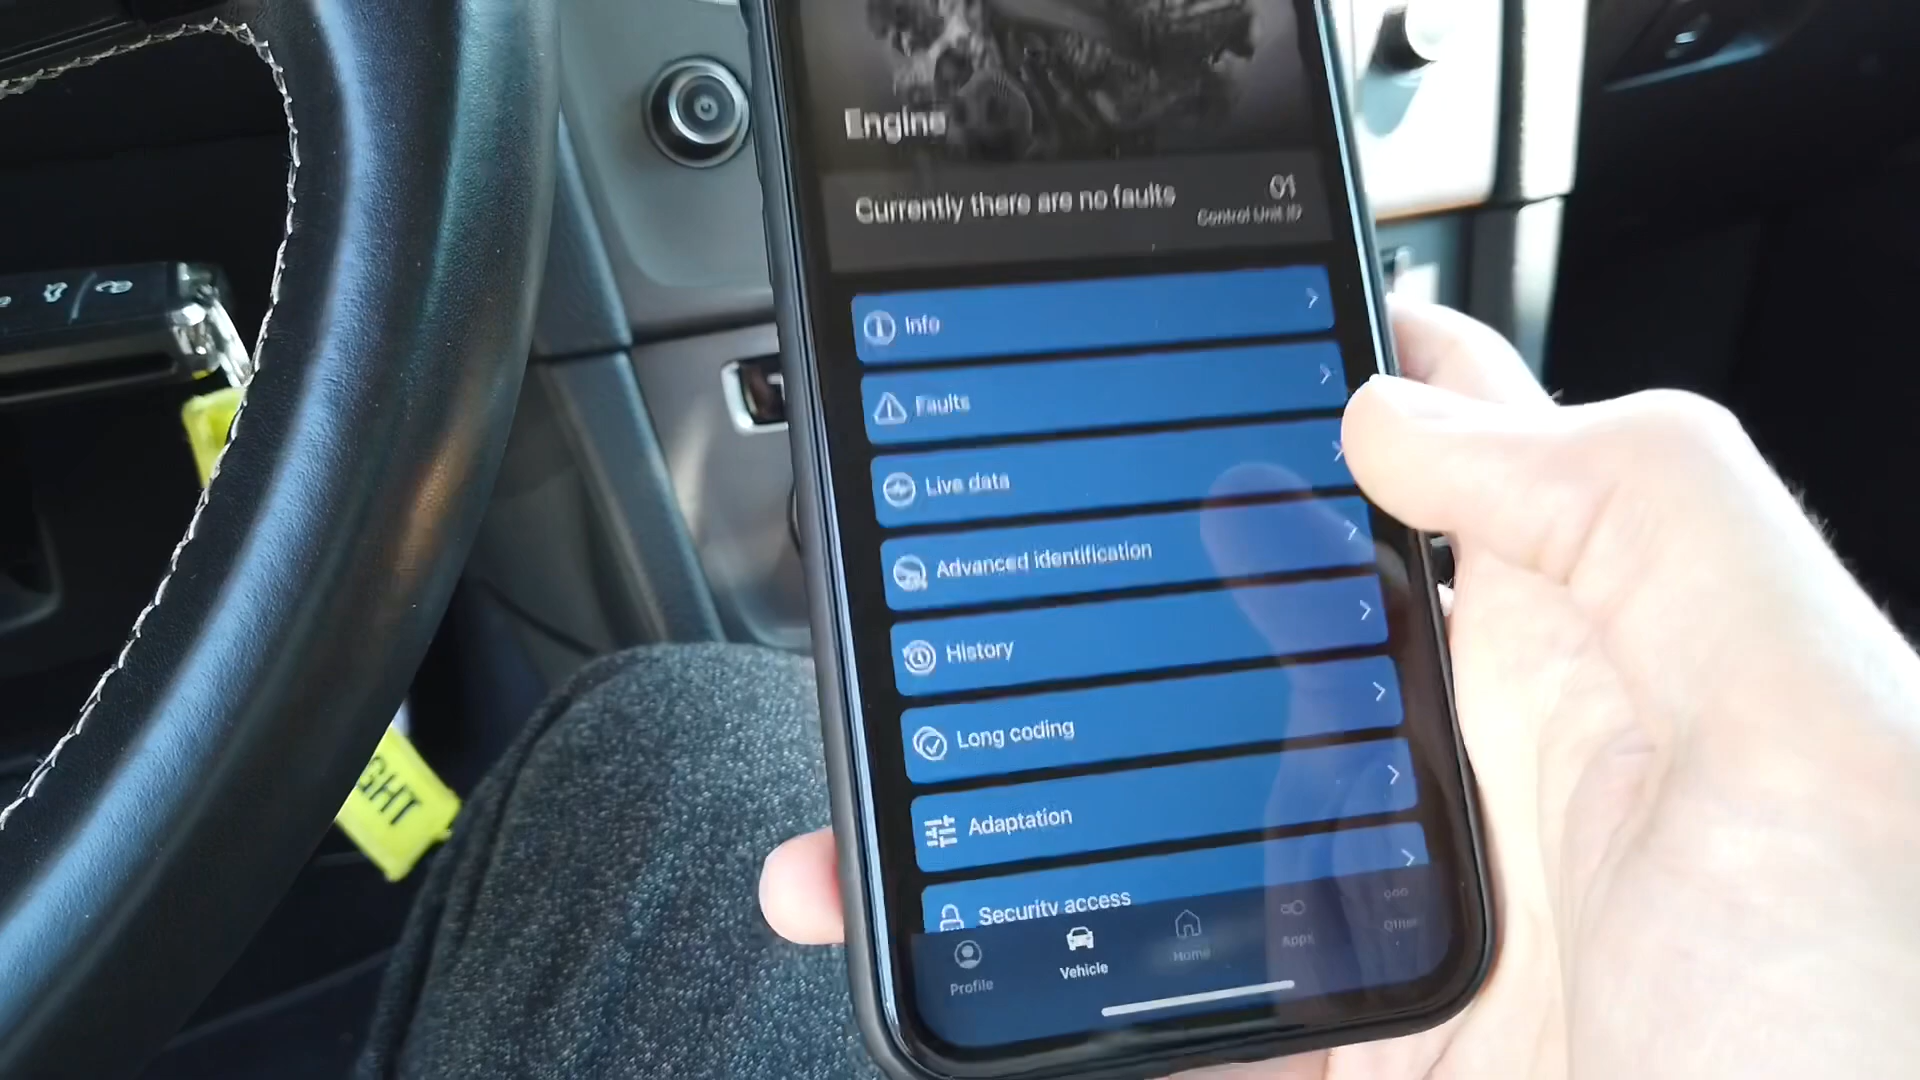 Engine
Currently there are no faults
01
Control Unit ID
Info
Faults
Live data
Advanced identification
History
Long coding
Adaptation
Security access
Profile
Vehicle
Home
Apps
Other
GHT